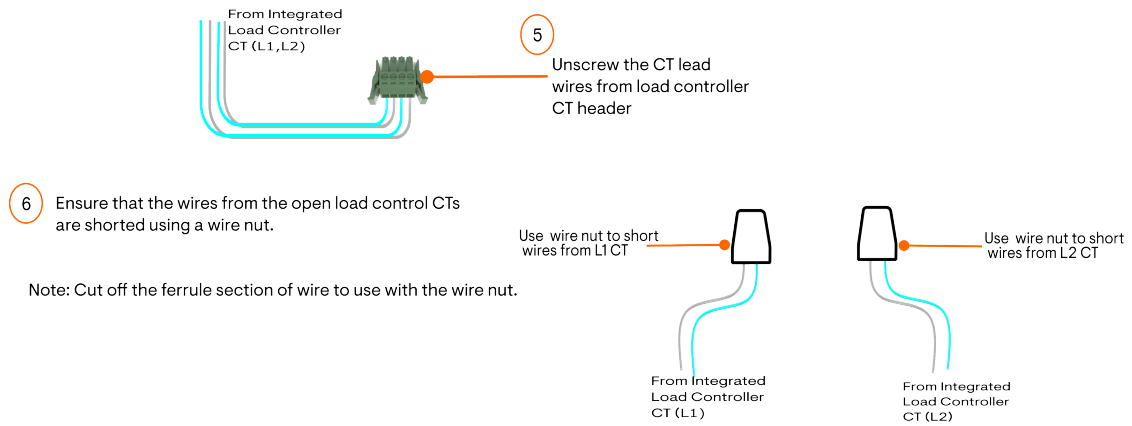 From Integrated
Load Controller
CT (L1,L2)
5
Unscrew the CT lead
wires from load controller
CT header
6
Ensure that the wires from the open load control CTs
are shorted using a wire nut.
Use wire nut to short
wires from L1 CT
Use wire nut to short
wires from L2 CT
Note: Cut off the ferrule section of wire to use with the wire nut.
From Integrated
Load Controller
CT (L1)
From Integrated
Load Controller
CT (L2)